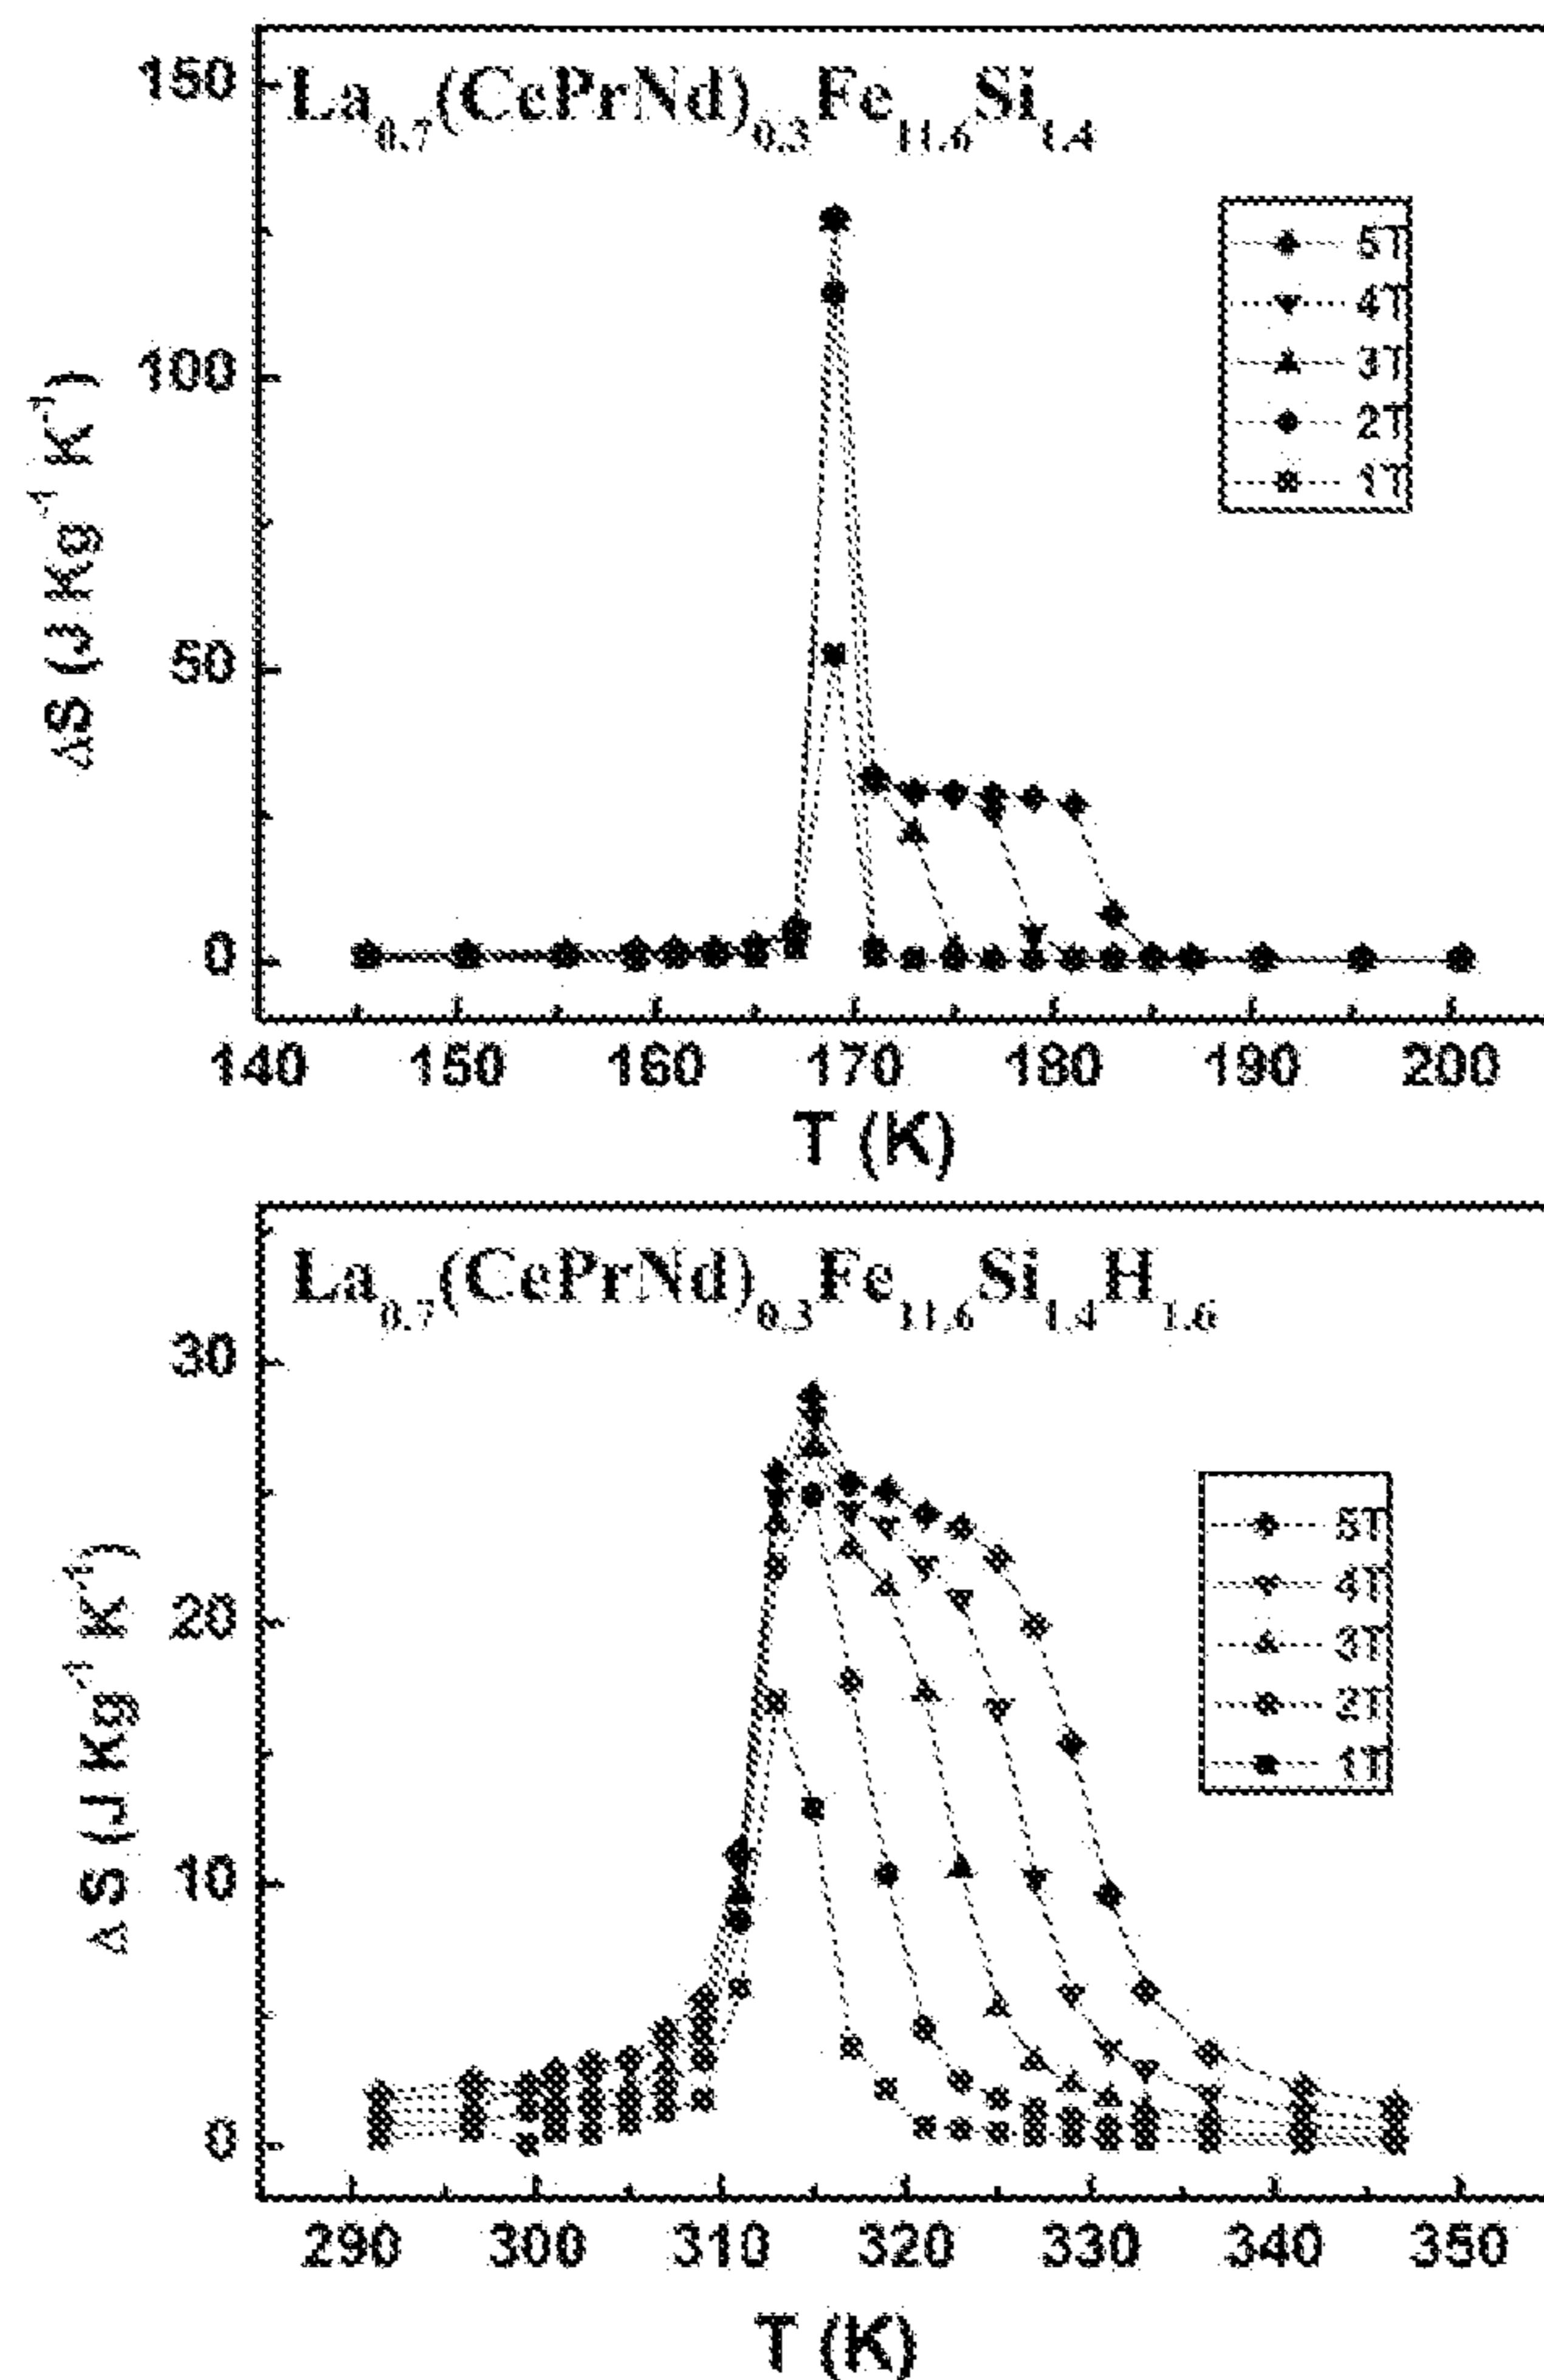 La0.7(CePrNd)0.3Fe11.6Si1.4
150
100
50
0
ΔS (J Kg-1 K-1)
5T
4T
3T
2T
1T
140 150 160 170 180 190 200
T (K)
La0.7(CePrNd)0.3Fe11.6Si1.4H1.6
30
20
10
0
Δ S (J Kg-1 K-1)
5T
4T
3T
2T
1T
290 300 310 320 330 340 350
T (K)